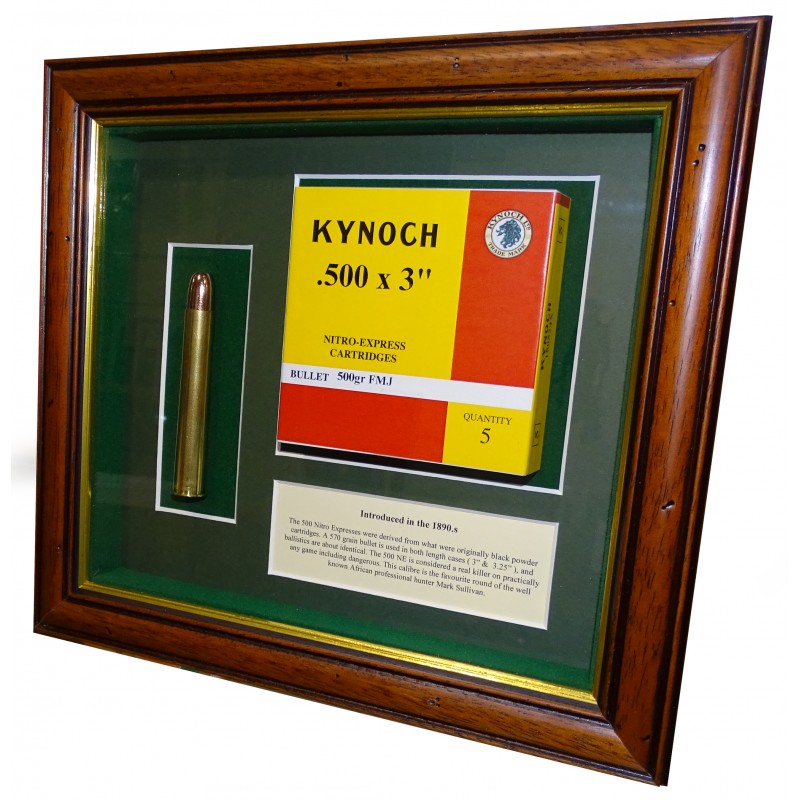 KYNOCH
.500 x 3"
NITRO-EXPRESS
CARTRIDGES
BULLET 500gr FMJ
QUANTITY
5
KYNOCH Ltd
TRADE MARK
KYNOCH
Introduced in the 1890.s
The 500 Nitro Expresses were derived from what were originally black powder
cartridges. A 570 grain bullet is used in both length cases ( 3" & 3.25" ), and
ballistics are about identical. The 500 NE is considered a real killer on practically
any game including dangerous. This calibre is the favourite round of the well
known African professional hunter Mark Sullivan.